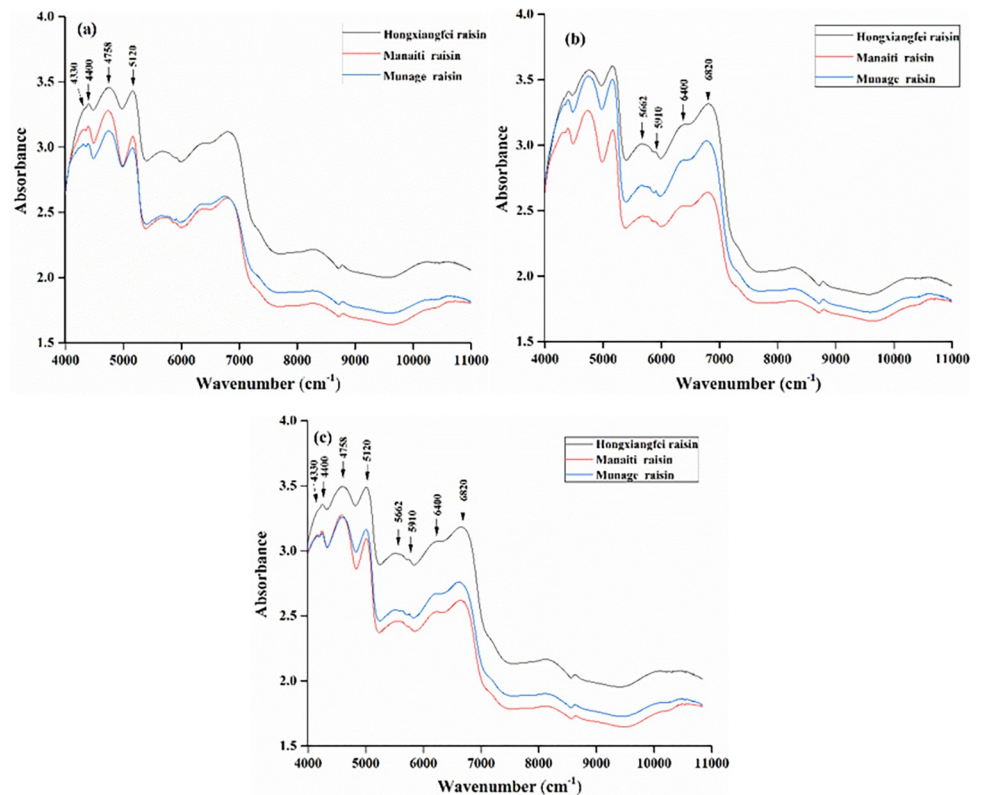 (a)
Hongxiangfei raisin
Manaiti raisin
Munage raisin
4330
4400
4758
5120
4.0
3.5
3.0
2.5
2.0
1.5
Absorbance
4000 5000 6000 7000 8000 9000 10000 11000
Wavenumber (cm-1)
(b)
Hongxiangfei raisin
Manaiti raisin
Munage raisin
5662
5910
6400
6820
4.0
3.5
3.0
2.5
2.0
1.5
Absorbance
4000 5000 6000 7000 8000 9000 10000 11000
Wavenumber (cm-1)
(c)
Hongxiangfei raisin
Manaiti raisin
Munage raisin
4330
4400
4758
5120
5662
5910
6400
6820
4.0
3.5
3.0
2.5
2.0
1.5
Absorbance
4000 5000 6000 7000 8000 9000 10000 11000
Wavenumber (cm-1)